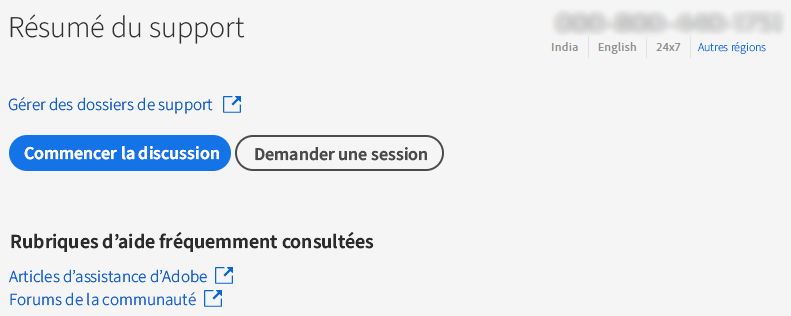 Résumé du support
India English 24x7 Autres régions
Gérer des dossiers de support
Commencer la discussion Demander une session
Rubriques d’aide fréquemment consultées
Articles d’assistance d’Adobe
Forums de la communauté